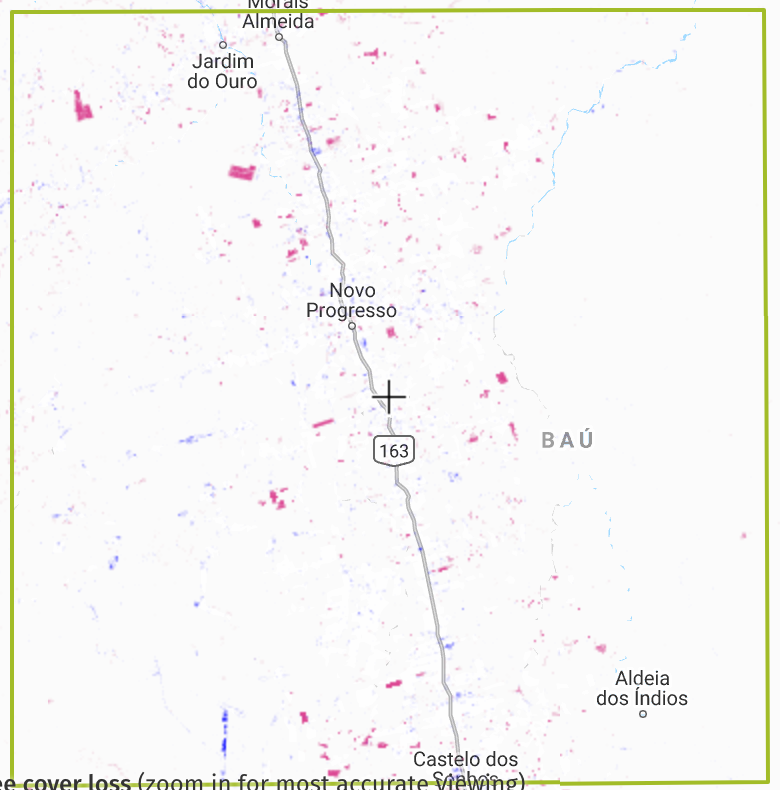 Morais
Almeida
Jardim
do Ouro
Novo
Progresso
163
BAÚ
Aldeia
dos Índios
Castelo dos
Sonhos
ee cover loss (zoom in for most accurate viewing)